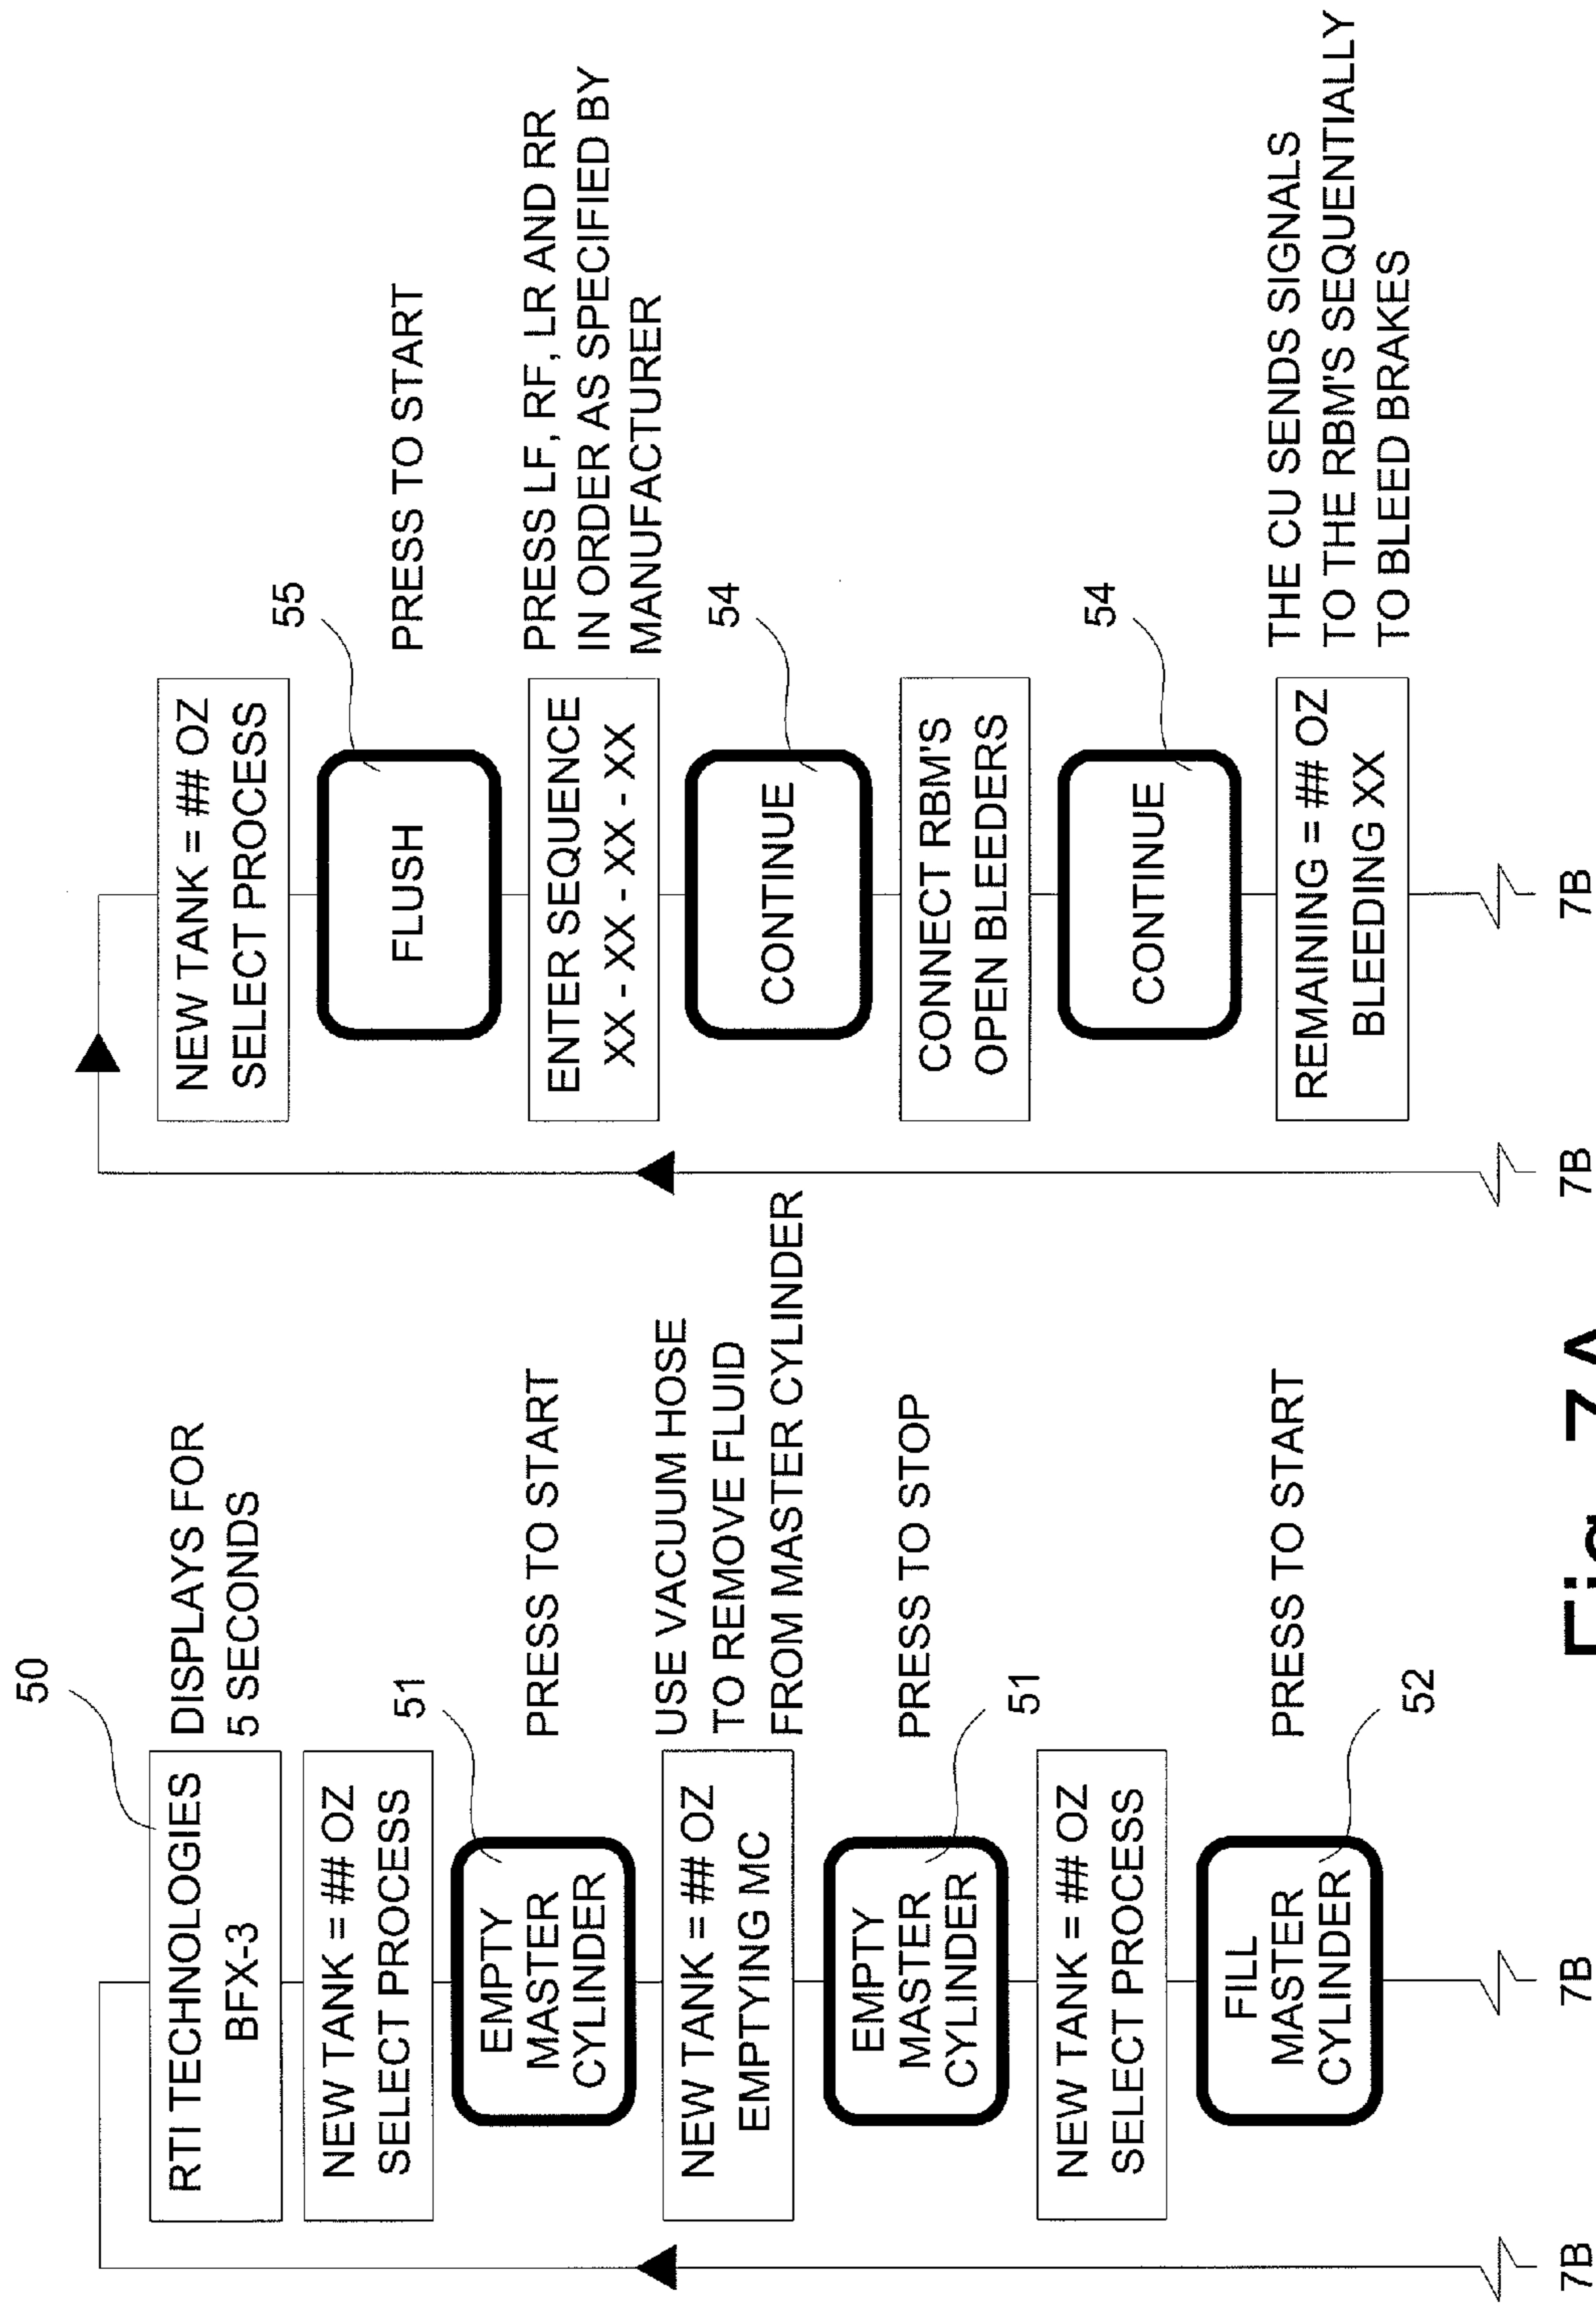 50
RTI TECHNOLOGIES
BFX-3
DISPLAYS FOR
5 SECONDS
NEW TANK = ## OZ
SELECT PROCESS
51
EMPTY
MASTER
CYLINDER
PRESS TO START
NEW TANK = ## OZ
EMPTYING MC
USE VACUUM HOSE
TO REMOVE FLUID
FROM MASTER CYLINDER
EMPTY
MASTER
CYLINDER
PRESS TO STOP
51
NEW TANK = ## OZ
SELECT PROCESS
FILL
MASTER
CYLINDER
PRESS TO START
52
7B
7B
NEW TANK = ## OZ
SELECT PROCESS
55
FLUSH
PRESS TO START
ENTER SEQUENCE
XX - XX - XX - XX
PRESS LF, RF, LR AND RR
IN ORDER AS SPECIFIED BY
MANUFACTURER
54
CONTINUE
CONNECT RBM'S
OPEN BLEEDERS
54
CONTINUE
REMAINING = ## OZ
BLEEDING XX
THE CU SENDS SIGNALS
TO THE RBM'S SEQUENTIALLY
TO BLEED BRAKES
7B
7B
Fig. 7A